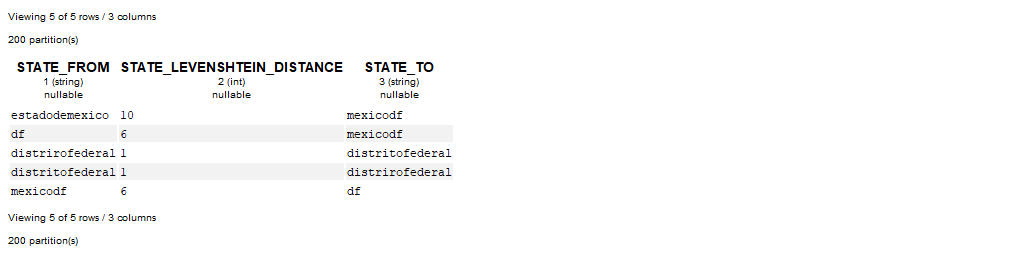 Viewing 5 of 5 rows / 3 columns
200 partition(s)
STATE_FROM STATE_LEVENSHTEIN_DISTANCE STATE_TO
1 (string) 2 (int) 3 (string)
nullable nullable nullable
estadodemexico 10 mexicodf
df 6 mexicodf
distrirofederal 1 distritofederal
distritofederal 1 distrirofederal
mexicodf 6 df
Viewing 5 of 5 rows / 3 columns
200 partition(s)